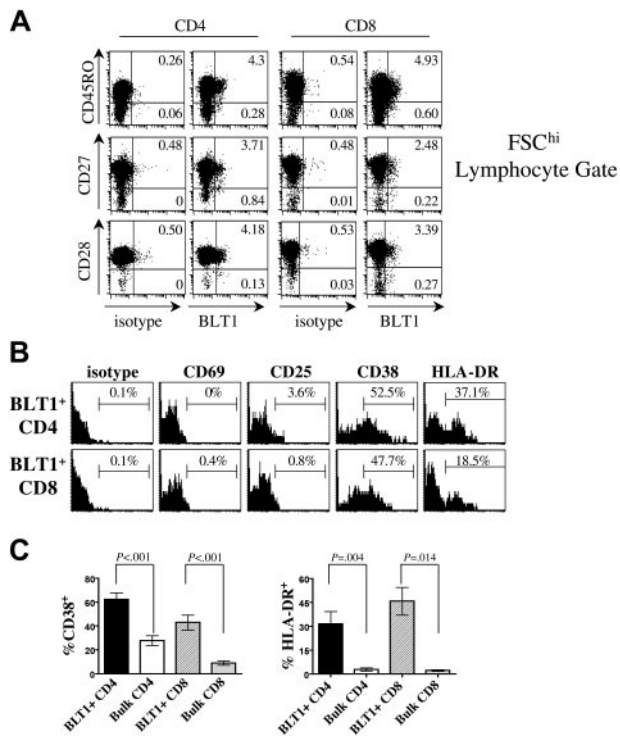 A
CD4 CD8
CD45RO 0.26 4.3 0.54 4.93
0.06 0.28 0.08 0.60
CD27 0.48 3.71 0.48 2.48
0 0.84 0.01 0.22
CD28 0.50 4.18 0.53 3.39
0 0.13 0.03 0.27
isotype BLT1 isotype BLT1
FSChi
Lymphocyte Gate
B
isotype CD69 CD25 CD38 HLA-DR
BLT1+
CD4
0.1% 0% 3.6% 52.5% 37.1%
BLT1+
CD8
0.1% 0.4% 0.8% 47.7% 18.5%
C
P<.001 P<.001
%CD38+
80
60
40
20
0
BLT1+ CD4
Bulk CD4
BLT1+ CD8
Bulk CD8
P=.004 P=.014
% HLA-DR+
60
45
30
15
0
BLT1+ CD4
Bulk CD4
BLT1+ CD8
Bulk CD8